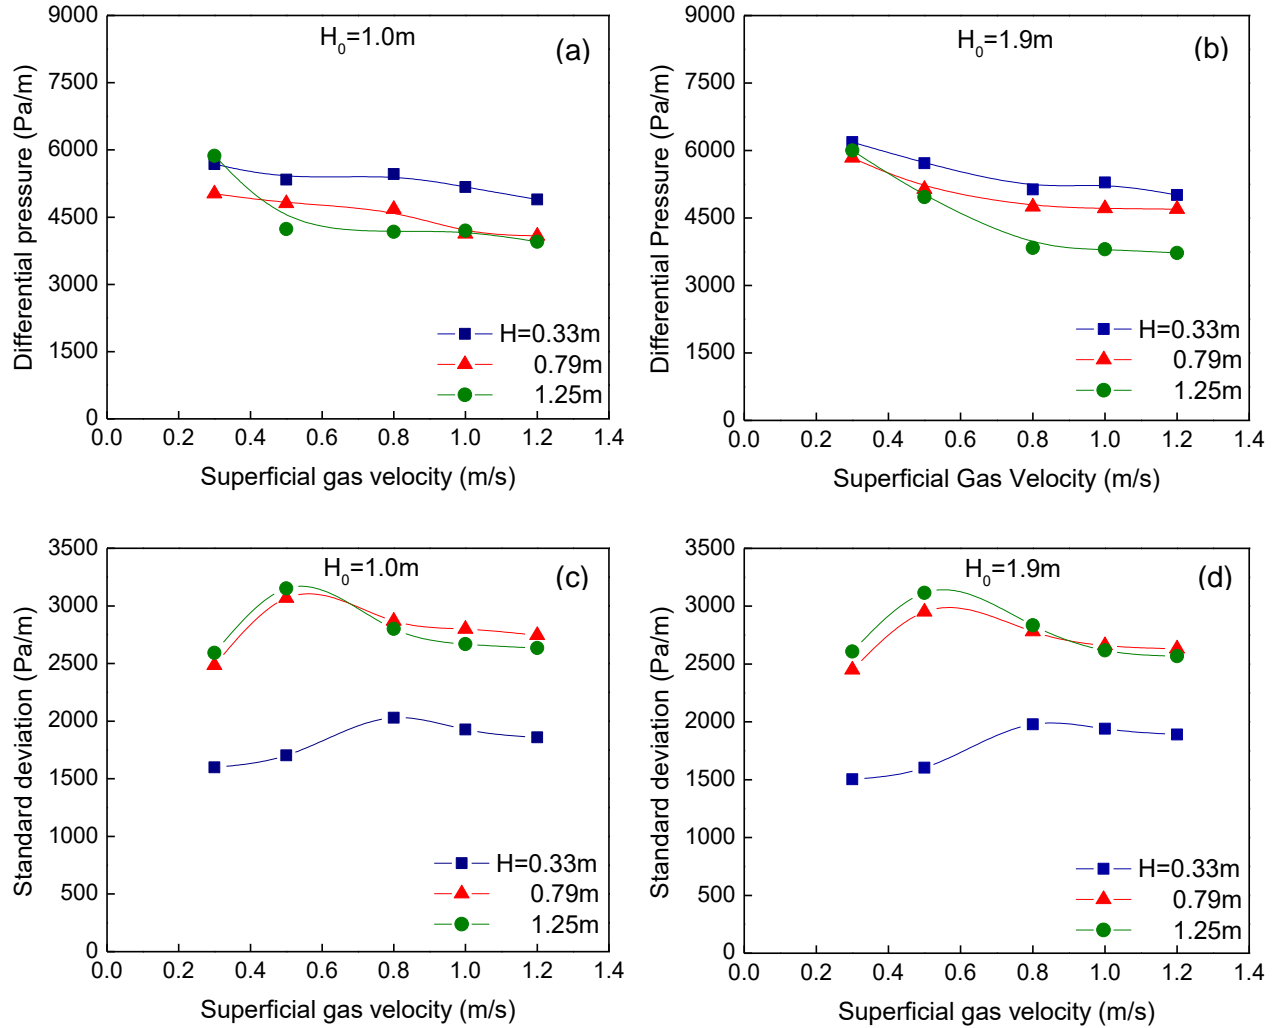 H0=1.0m
(a)
Differential pressure (Pa/m)
9000
7500
6000
4500
3000
1500
0
H=0.33m
0.79m
1.25m
0.0 0.2 0.4 0.6 0.8 1.0 1.2 1.4
Superficial gas velocity (m/s)
H0=1.9m
(b)
Differential Pressure (Pa/m)
9000
7500
6000
4500
3000
1500
0
H=0.33m
0.79m
1.25m
0.0 0.2 0.4 0.6 0.8 1.0 1.2 1.4
Superficial Gas Velocity (m/s)
H0=1.0m
(c)
Standard deviation (Pa/m)
3500
3000
2500
2000
1500
1000
500
0
H=0.33m
0.79m
1.25m
0.0 0.2 0.4 0.6 0.8 1.0 1.2 1.4
Superficial gas velocity (m/s)
H0=1.9m
(d)
Standard deviation (Pa/m)
3500
3000
2500
2000
1500
1000
500
0
H=0.33m
0.79m
1.25m
0.0 0.2 0.4 0.6 0.8 1.0 1.2 1.4
Superficial gas velocity (m/s)